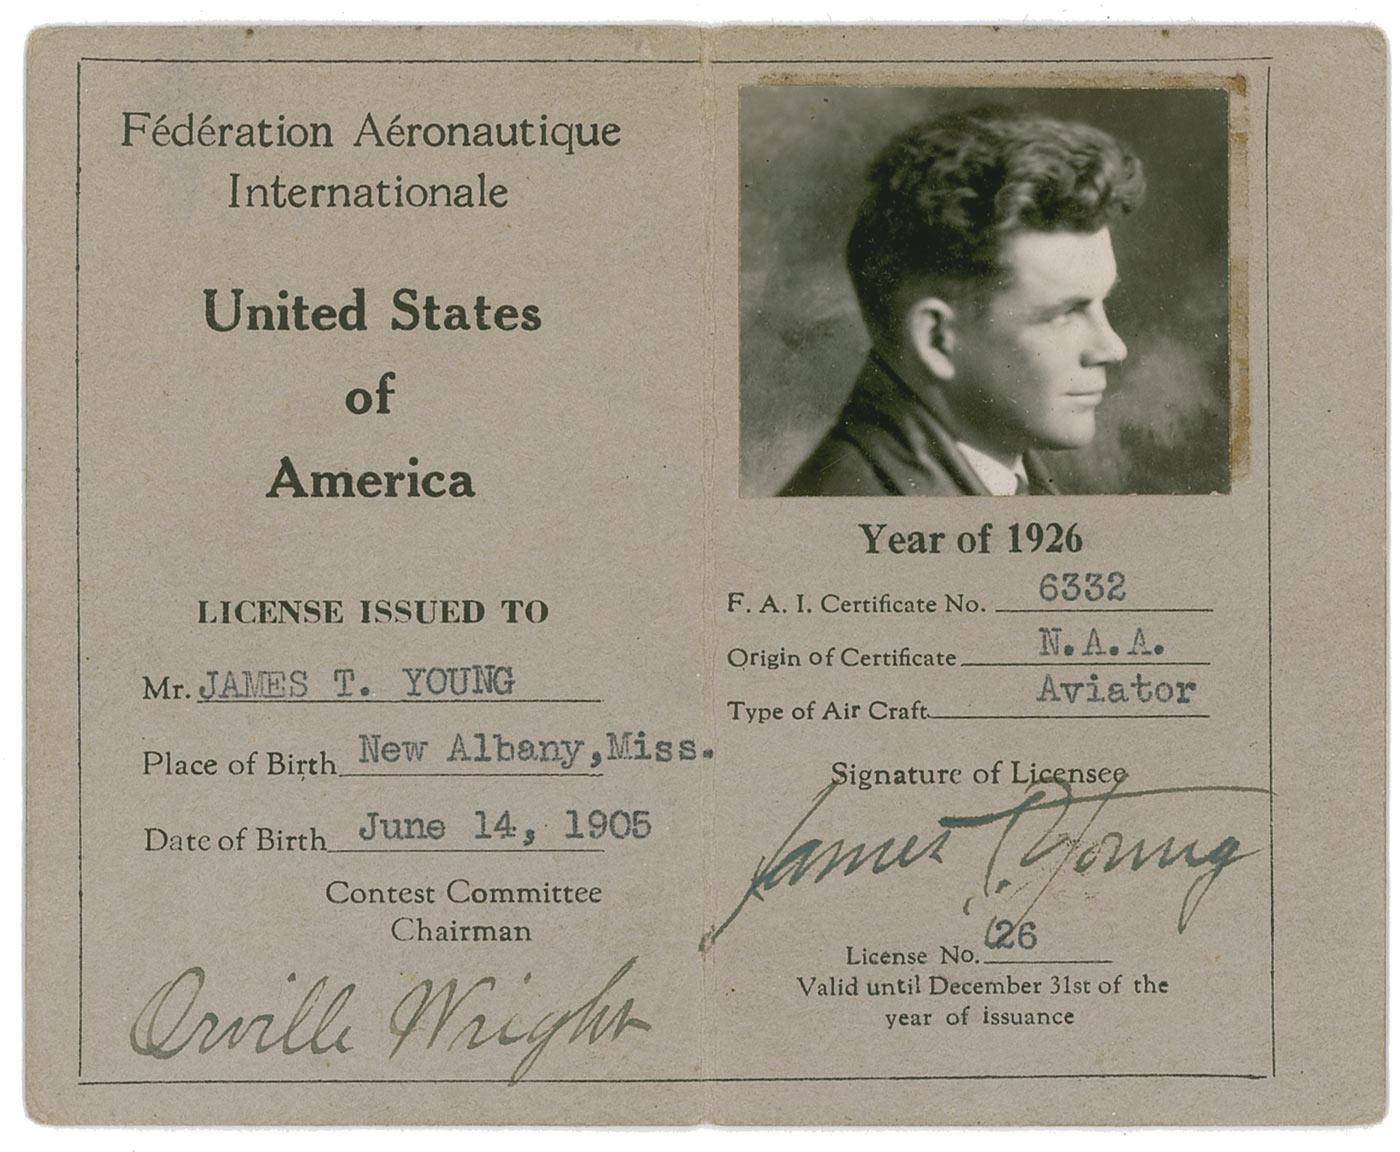 Fédération Aéronautique
Internationale
United States
of
America
LICENSE ISSUED TO
Mr. JAMES T. YOUNG
Place of Birth New Albany, Miss.
Date of Birth June 14, 1905
Contest Committee
Chairman
Orville Wright
Year of 1926
F. A. I. Certificate No. 6332
Origin of Certificate N.A.A.
Type of Air Craft Aviator
Signature of Licensee
James T. Young
License No. 26
Valid until December 31st of the
year of issuance